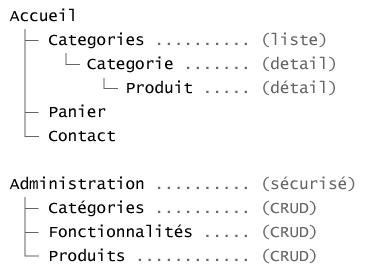 Accueil
Categories .......... (liste)
Categorie ....... (detail)
Produit ..... (détail)
Panier
Contact
Administration .......... (sécurisé)
Catégories .......... (CRUD)
Fonctionnalités ..... (CRUD)
Produits ............ (CRUD)